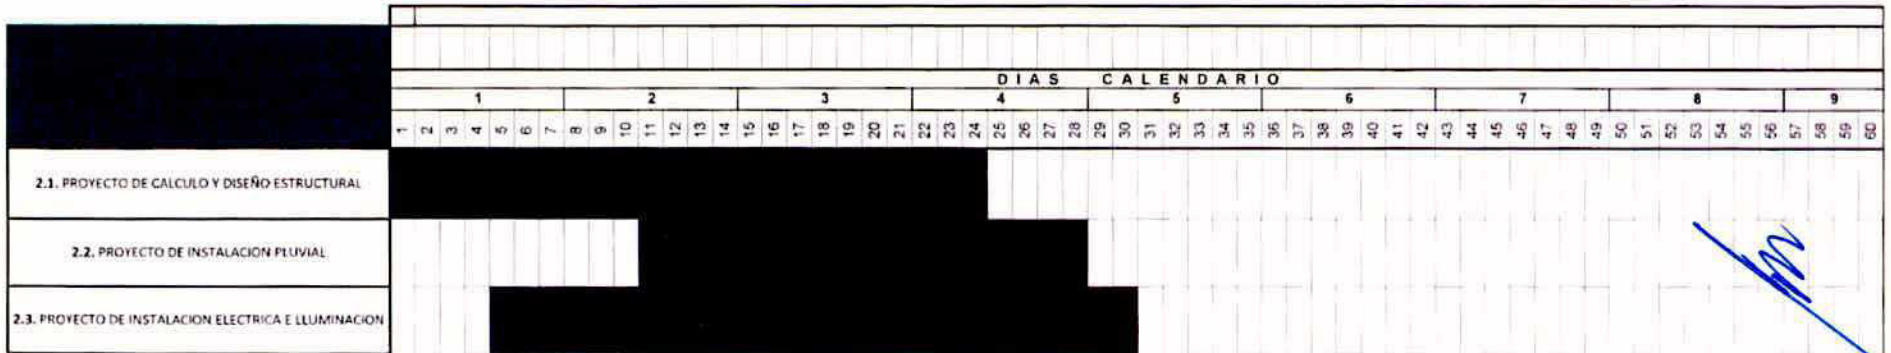 DIAS CALENDARIO
1 2 3 4 5 6 7 8 9
1 2 3 4 5 6 7 8 9 10 11 12 13 14 15 16 17 18 19 20 21 22 23 24 25 26 27 28 29 30 31 32 33 34 35 36 37 38 39 40 41 42 43 44 45 46 47 48 49 50 51 52 53 54 55 56 57 58 59 60
2.1. PROYECTO DE CALCULO Y DISEÑO ESTRUCTURAL
2.2. PROYECTO DE INSTALACION PLUVIAL
2.3. PROYECTO DE INSTALACION ELECTRICA E LLUMINACION